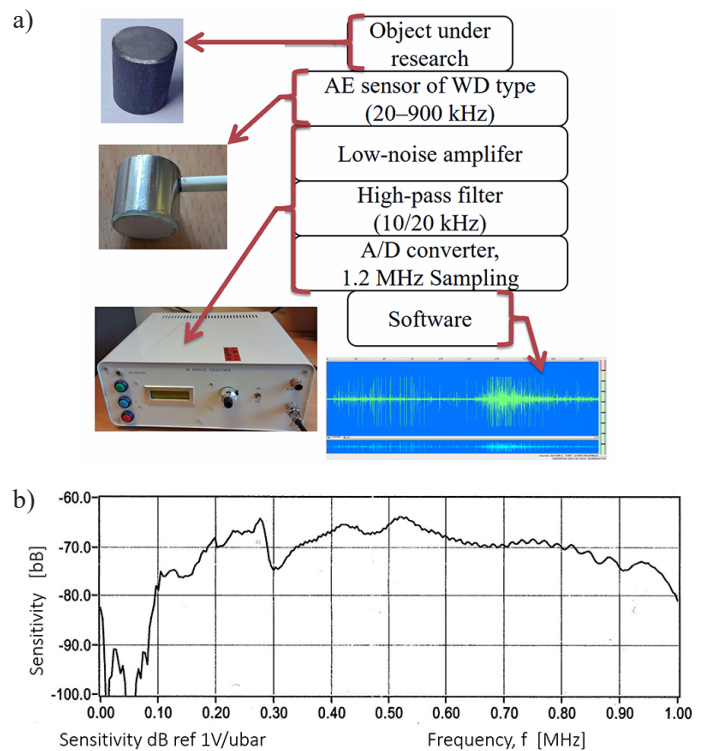 a)
Object under
research
AE sensor of WD type
(20–900 kHz)
Low-noise amplifer
High-pass filter
(10/20 kHz)
A/D converter,
1.2 MHz Sampling
Software
b)
-60.0
-70.0
-80.0
-90.0
-100.0
Sensitivity [bB]
0.00 0.10 0.20 0.30 0.40 0.50 0.60 0.70 0.80 0.90 1.00
Sensitivity dB ref 1V/ubar
Frequency, f [MHz]